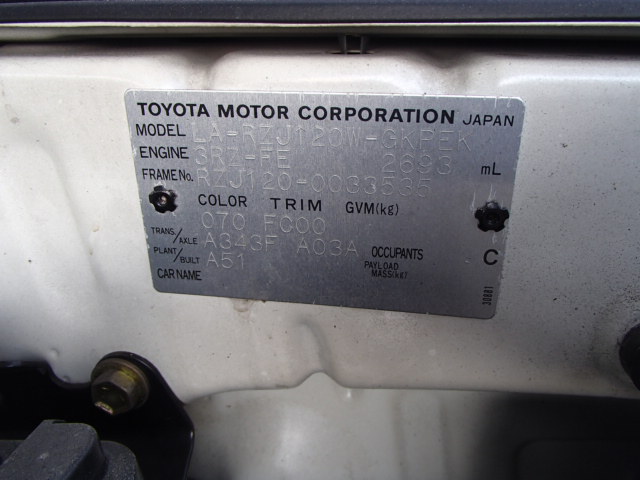 TOYOTA MOTOR CORPORATION JAPAN
MODEL LA-RZJ120W-GKPEK
ENGINE 3RZ-FE 2693 mL
FRAME No. RZJ120-0033535
COLOR TRIM GVM(kg)
070 FC00
TRANS./AXLE A343F A03A OCCUPANTS C
PLANT/BUILT A51 PAYLOAD MASS(kg)
CAR NAME
30881